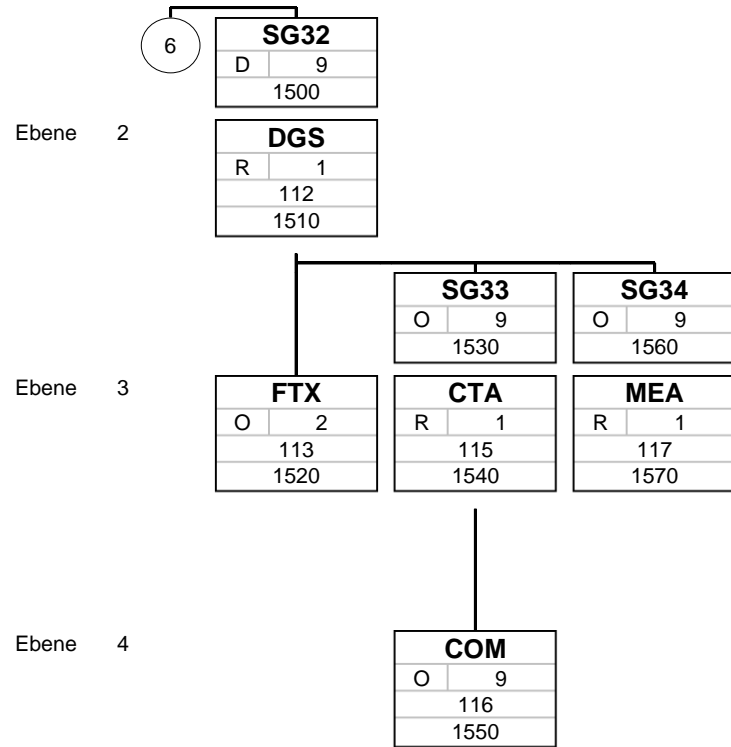 6
SG32
D 9
1500
Ebene 2
DGS
R 1
112
1510
SG33
O 9
1530
SG34
O 9
1560
Ebene 3
FTX
O 2
113
1520
CTA
R 1
115
1540
MEA
R 1
117
1570
Ebene 4
COM
O 9
116
1550